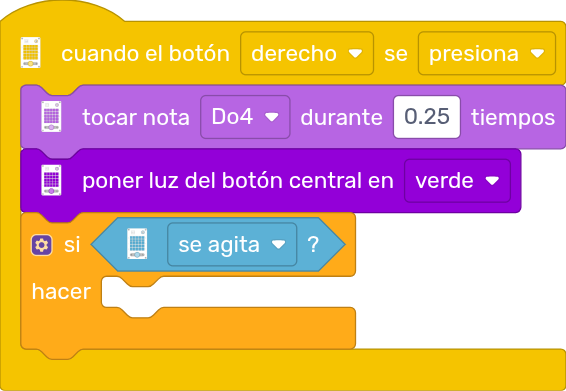 cuando el botón derecho se presiona
tocar nota Do4 durante 0.25 tiempos
poner luz del botón central en verde
si se agita ?
hacer